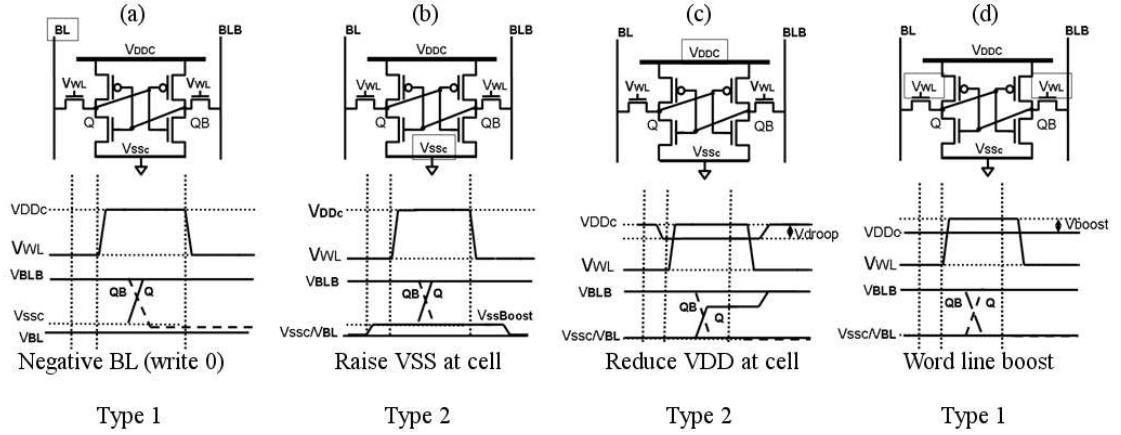 (a)
BL
BLB
VDDC
VWL
VWL
Q
QB
VSSc
VDDc
VWL
VBLB
QB
Q
VSSC
VBL
Negative BL (write 0)
Type 1
(b)
BL
BLB
VDDC
VWL
VWL
Q
QB
VSSc
VDDc
VWL
VBLB
QB
Q
VssBoost
VSSC/VBL
Raise VSS at cell
Type 2
(c)
BL
BLB
VDDC
VWL
VWL
Q
QB
VSSc
VDDc
Vdroop
VWL
VBLB
QB
Q
VSSC/VBL
Reduce VDD at cell
Type 2
(d)
BL
BLB
VDDC
VWL
VWL
Q
QB
VSSc
VDDc
Vboost
VWL
VBLB
QB
Q
VSSC/VBL
Word line boost
Type 1